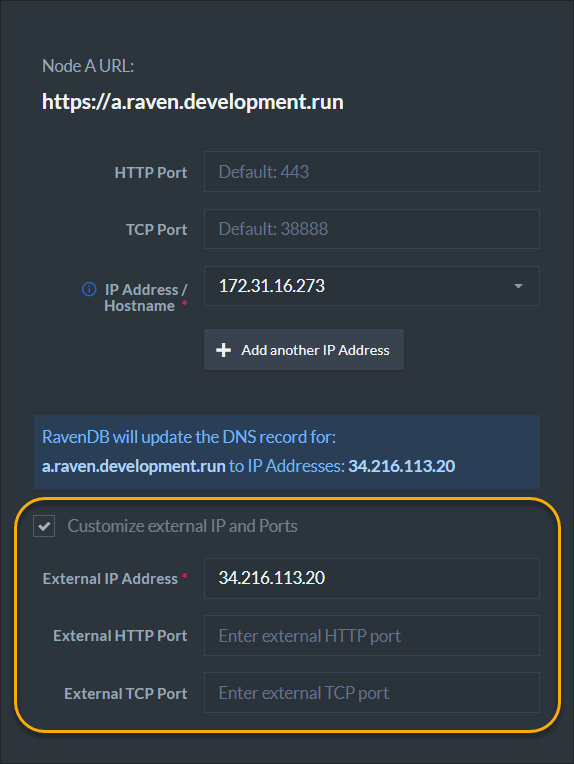 Node A URL:
https://a.raven.development.run
HTTP Port
Default: 443
TCP Port
Default: 38888
IP Address /
Hostname *
172.31.16.273
Add another IP Address
RavenDB will update the DNS record for:
a.raven.development.run to IP Addresses: 34.216.113.20
Customize external IP and Ports
External IP Address *
34.216.113.20
External HTTP Port
Enter external HTTP port
External TCP Port
Enter external TCP port